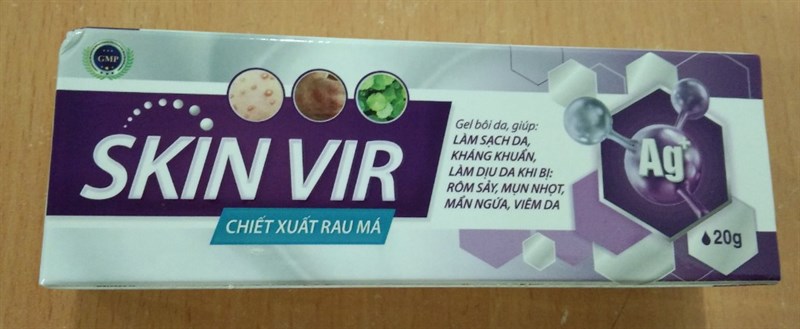 GMP
SKIN VIR
CHIẾT XUẤT RAU MÁ
Gel bôi da, giúp:
LÀM SẠCH DA,
KHÁNG KHUẨN,
LÀM DỊU DA KHI BỊ:
RÔM SẢY, MỤN NHỌT,
MẨN NGỨA, VIÊM DA
Ag+
20g